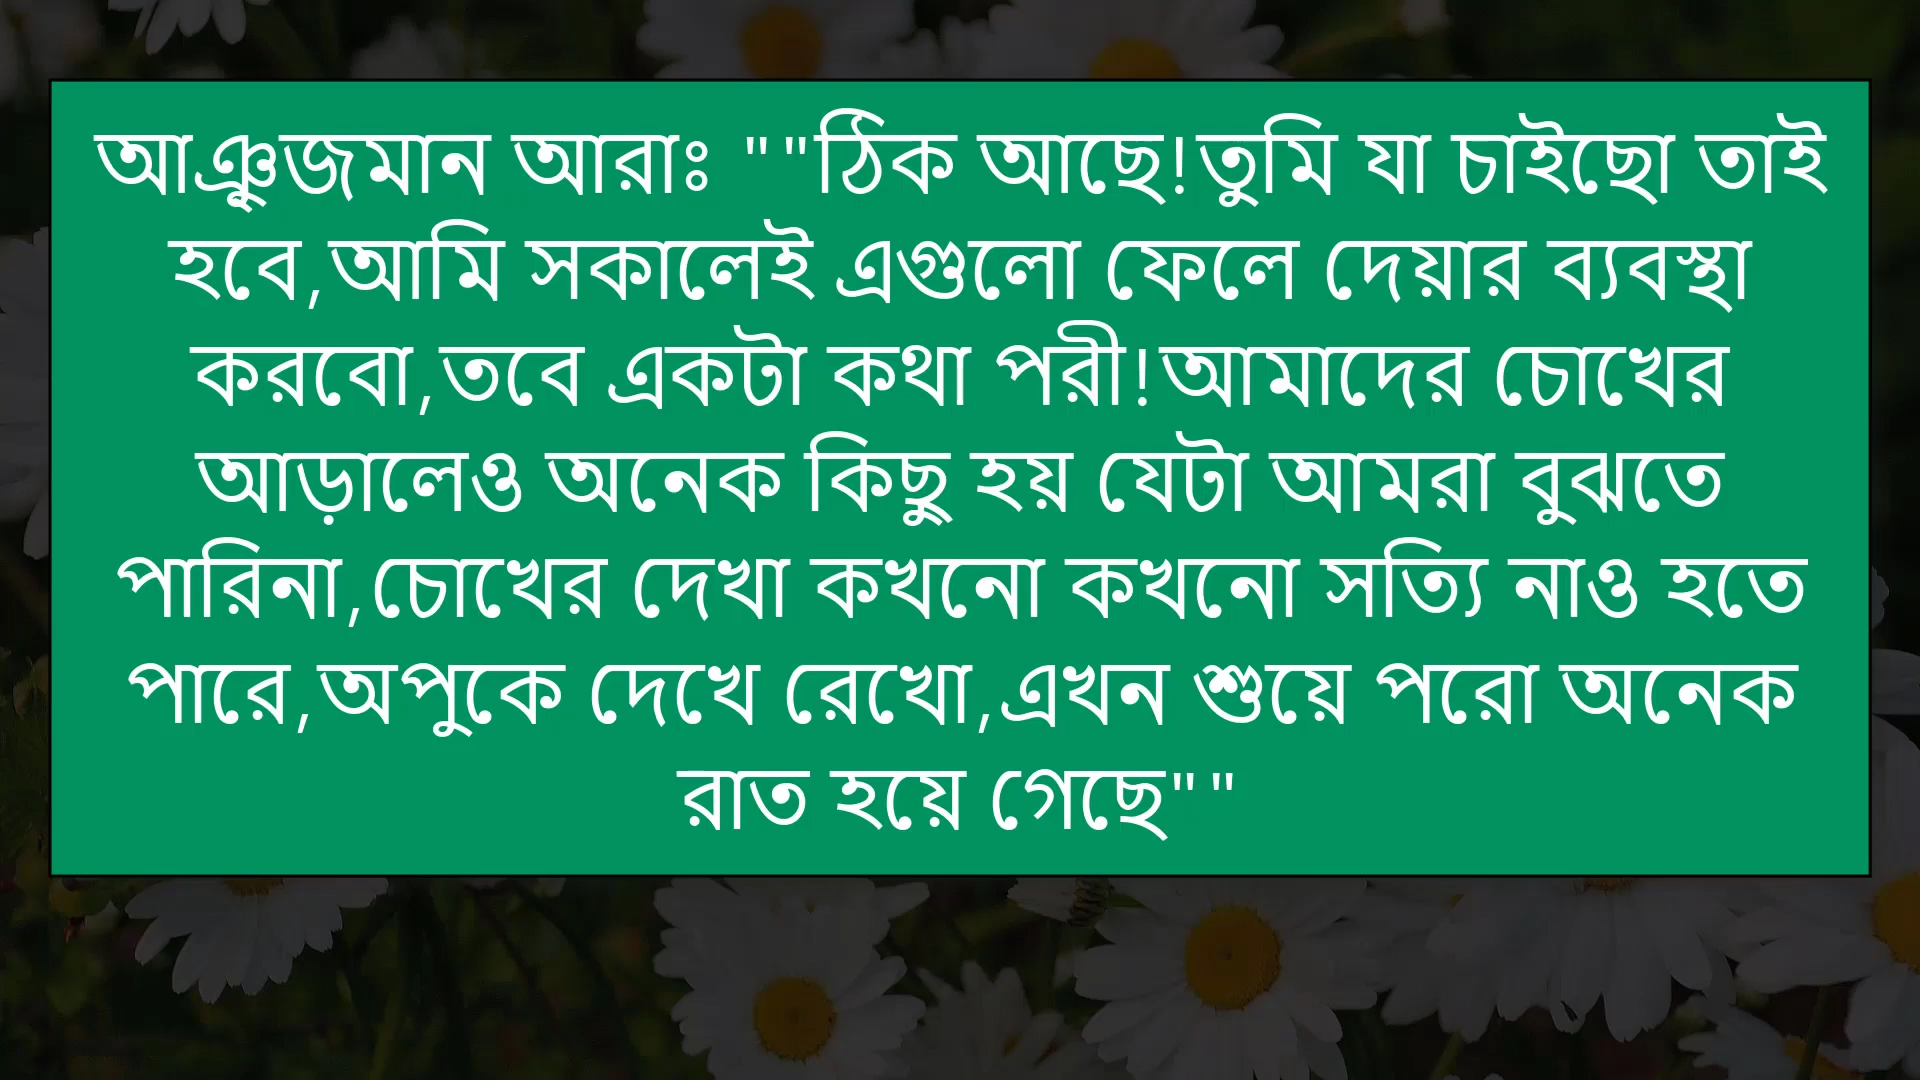 আঞ্জুজমান আরাঃ ""ঠিক আছে!তুমি যা চাইছো তাই
হবে,আমি সকালেই এগুলো ফেলে দেয়ার ব্যবস্থা
করবো,তবে একটা কথা পরী!আমাদের চোখের
আড়ালেও অনেক কিছু হয় যেটা আমরা বুঝতে
পারিনা,চোখের দেখা কখনো কখনো সত্যি নাও হতে
পারে,অপুকে দেখে রেখো,এখন শুয়ে পরো অনেক
রাত হয়ে গেছে""